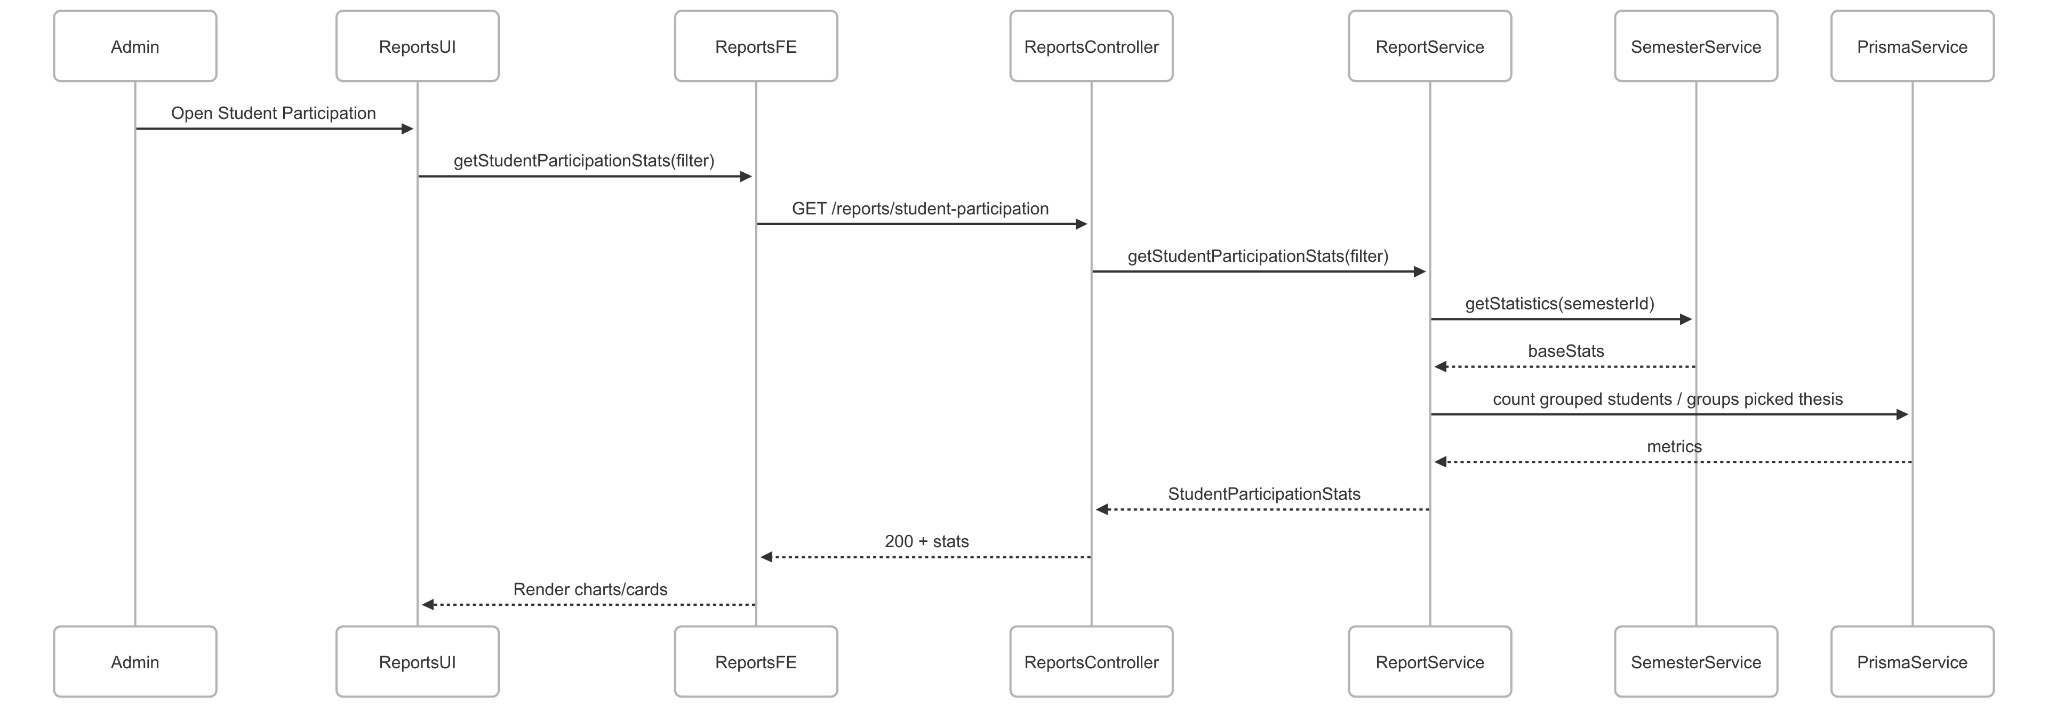 Admin
ReportsUI
ReportsFE
ReportsController
ReportService
SemesterService
PrismaService
Open Student Participation
getStudentParticipationStats(filter)
GET /reports/student-participation
getStudentParticipationStats(filter)
getStatistics(semesterId)
baseStats
count grouped students / groups picked thesis
metrics
StudentParticipationStats
200 + stats
Render charts/cards
Admin
ReportsUI
ReportsFE
ReportsController
ReportService
SemesterService
PrismaService